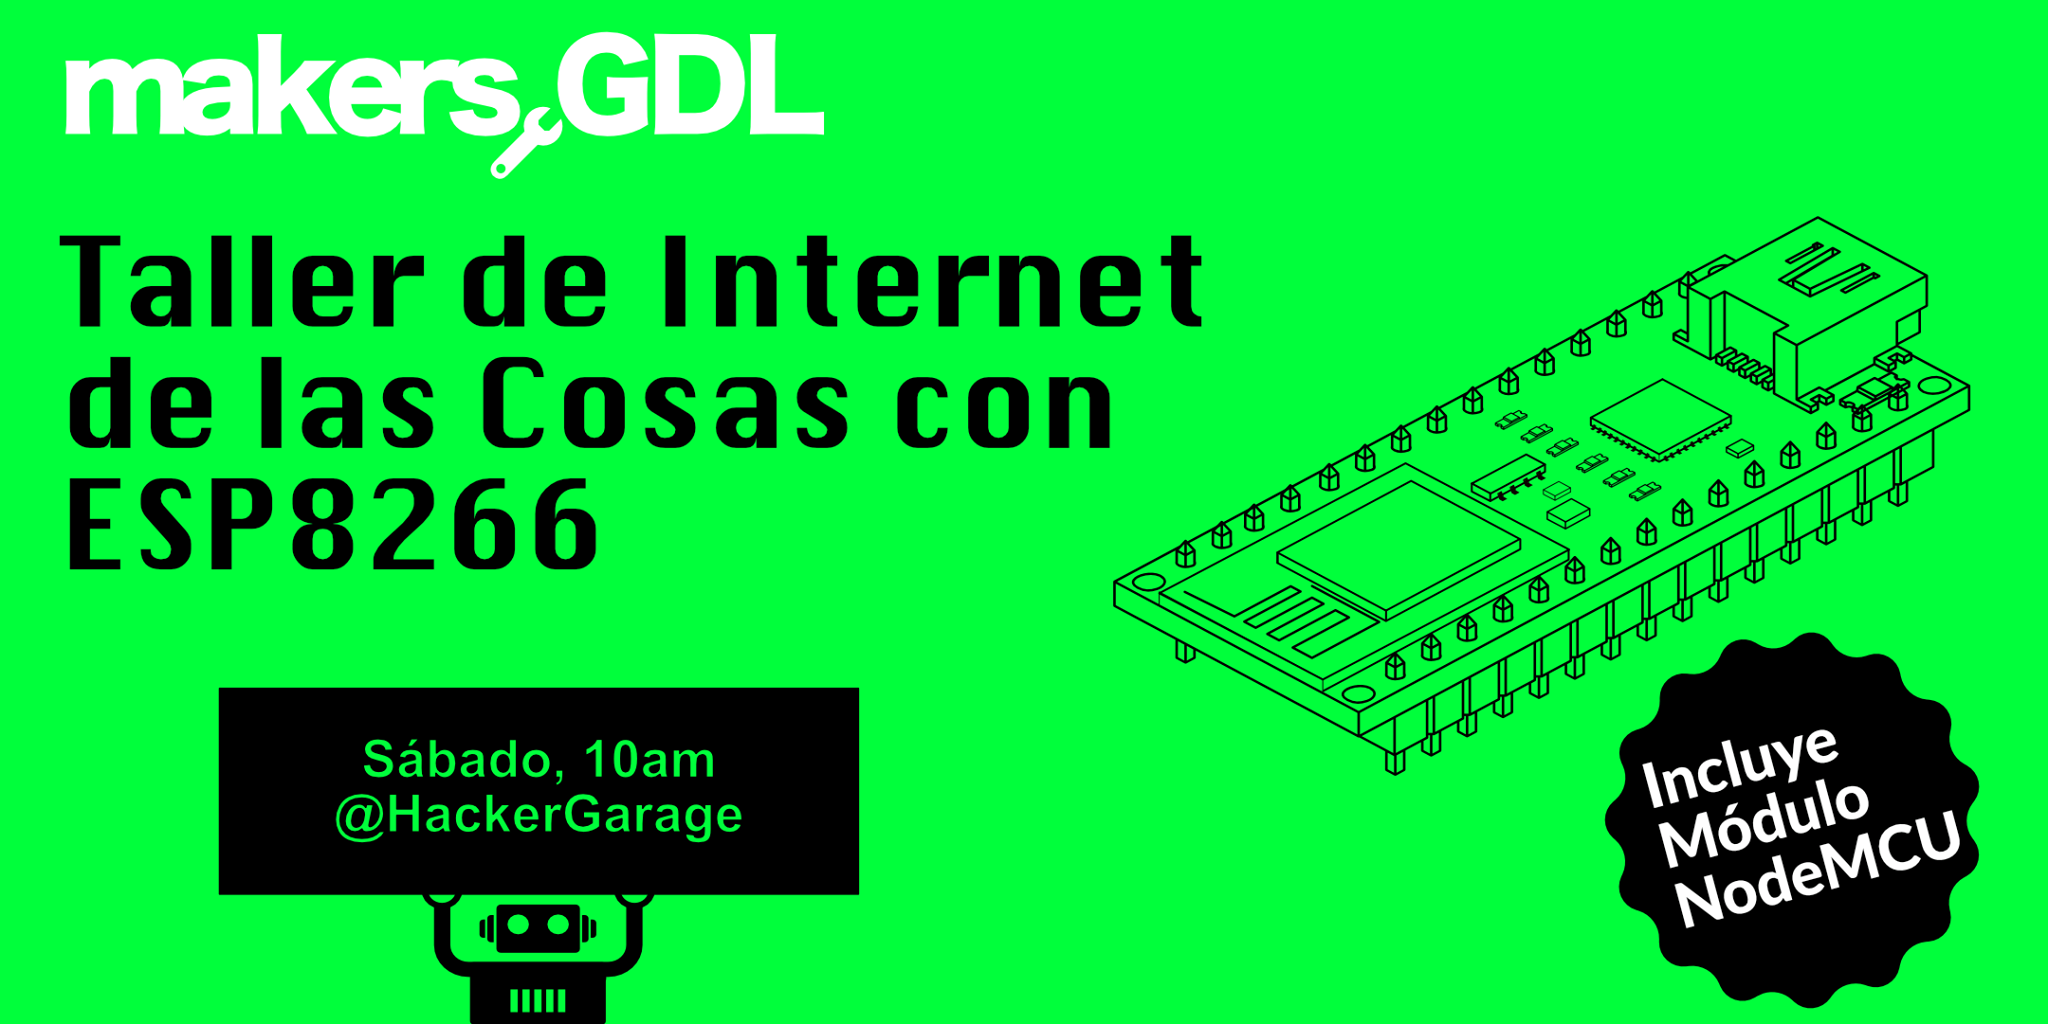 makers.GDL
Taller de Internet
de las Cosas con
ESP8266
Sábado, 10am
@HackerGarage
Incluye
Módulo
NodeMCU